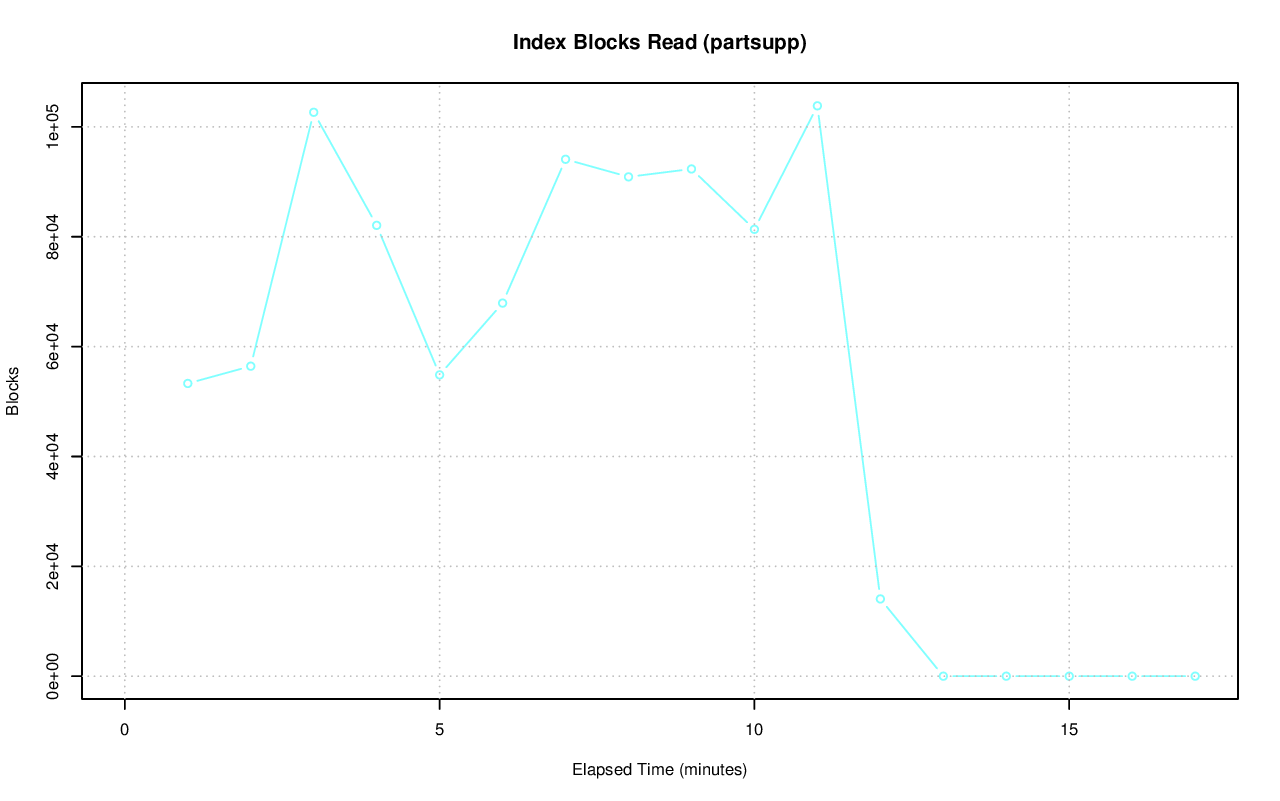 Index Blocks Read (partsupp)
1e+05
8e+04
6e+04
4e+04
2e+04
0e+00
Blocks
0 5 10 15
Elapsed Time (minutes)